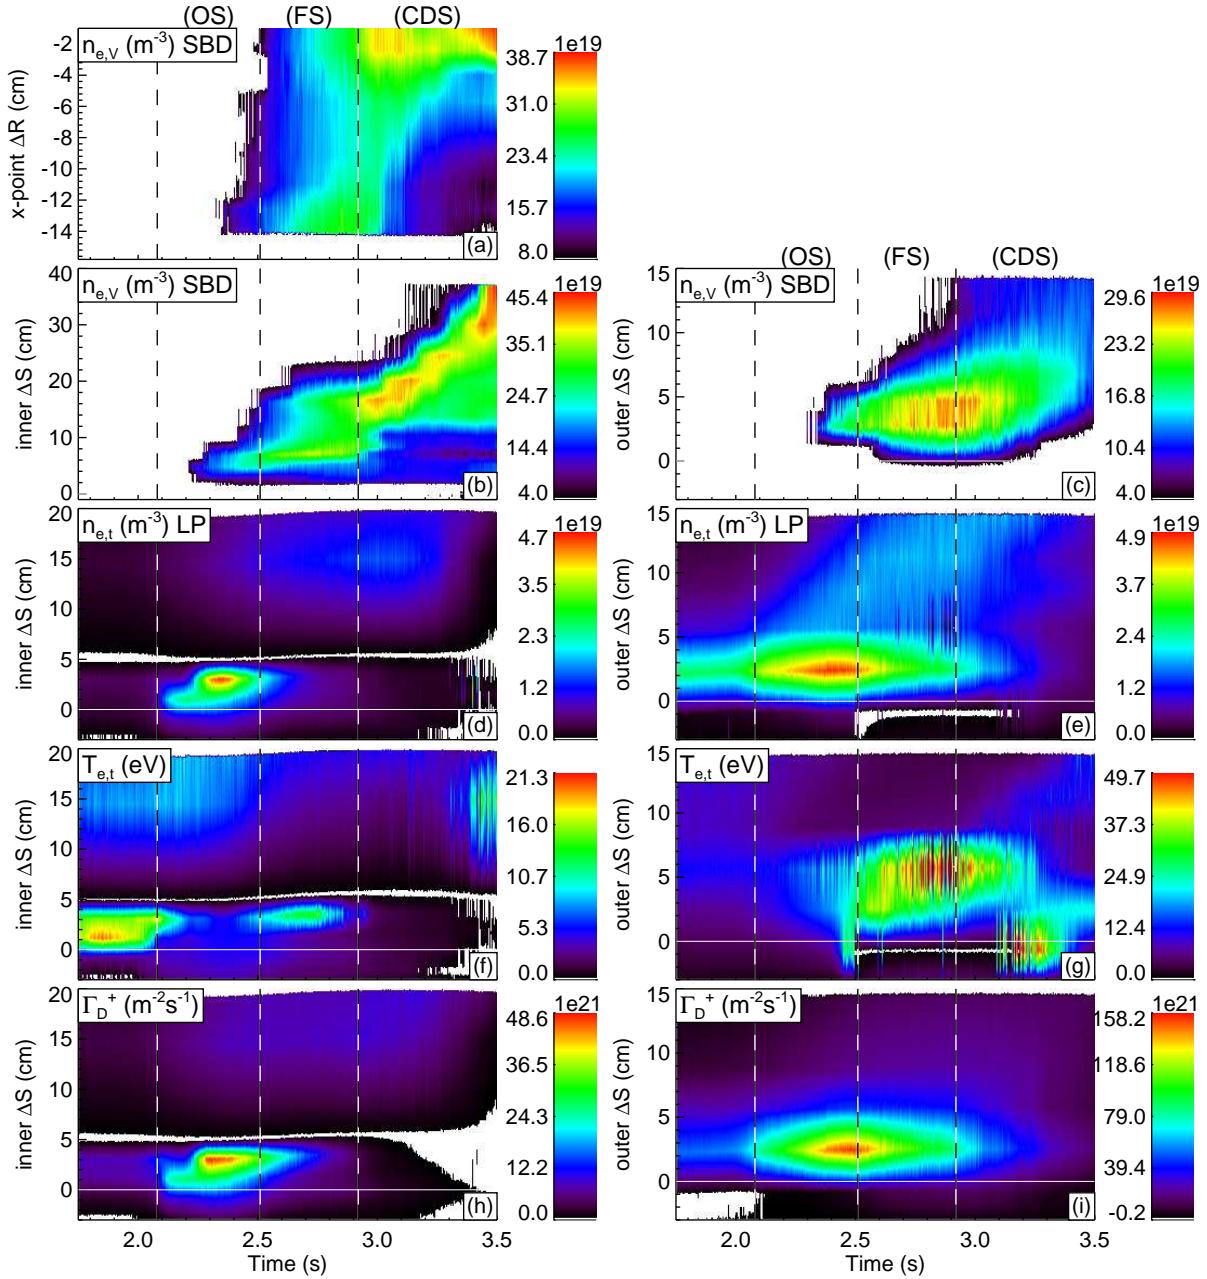 (OS) (FS) (CDS)
n_e,V (m⁻³) SBD
1e19
x-point ΔR (cm)
-2
-4
-6
-8
-10
-12
-14
38.7
31.0
23.4
15.7
8.0
(a)
n_e,V (m⁻³) SBD
1e19
inner ΔS (cm)
40
30
20
10
0
45.4
35.1
24.8
14.4
4.0
(b)
(OS) (FS) (CDS)
n_e,V (m⁻³) SBD
1e19
outer ΔS (cm)
15
10
5
0
29.6
23.2
16.8
10.4
4.0
(c)
n_e,t (m⁻³) LP
1e19
inner ΔS (cm)
20
15
10
5
0
4.7
3.5
2.3
1.2
0.0
(d)
n_e,t (m⁻³) LP
1e19
outer ΔS (cm)
15
10
5
0
4.9
3.7
2.4
1.2
0.0
(e)
T_e,t (eV)
inner ΔS (cm)
20
15
10
5
0
21.3
16.0
10.7
5.3
0.0
(f)
T_e,t (eV)
outer ΔS (cm)
15
10
5
0
49.7
37.3
24.9
12.4
0.0
(g)
Γ_D⁺ (m⁻²s⁻¹)
1e21
inner ΔS (cm)
20
15
10
5
0
48.6
36.5
24.3
12.2
0.0
(h)
2.0 2.5 3.0 3.5
Time (s)
Γ_D⁺ (m⁻²s⁻¹)
1e21
outer ΔS (cm)
15
10
5
0
158.2
118.6
79.0
39.4
-0.2
(i)
2.0 2.5 3.0 3.5
Time (s)